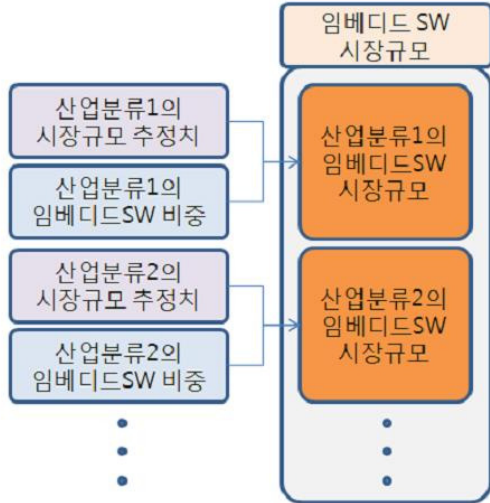 임베디드 SW
시장규모
산업분류1의
시장규모 추정치
산업분류1의
임베디드SW 비중
산업분류1의
임베디드SW
시장규모
산업분류2의
시장규모 추정치
산업분류2의
임베디드SW 비중
산업분류2의
임베디드SW
시장규모